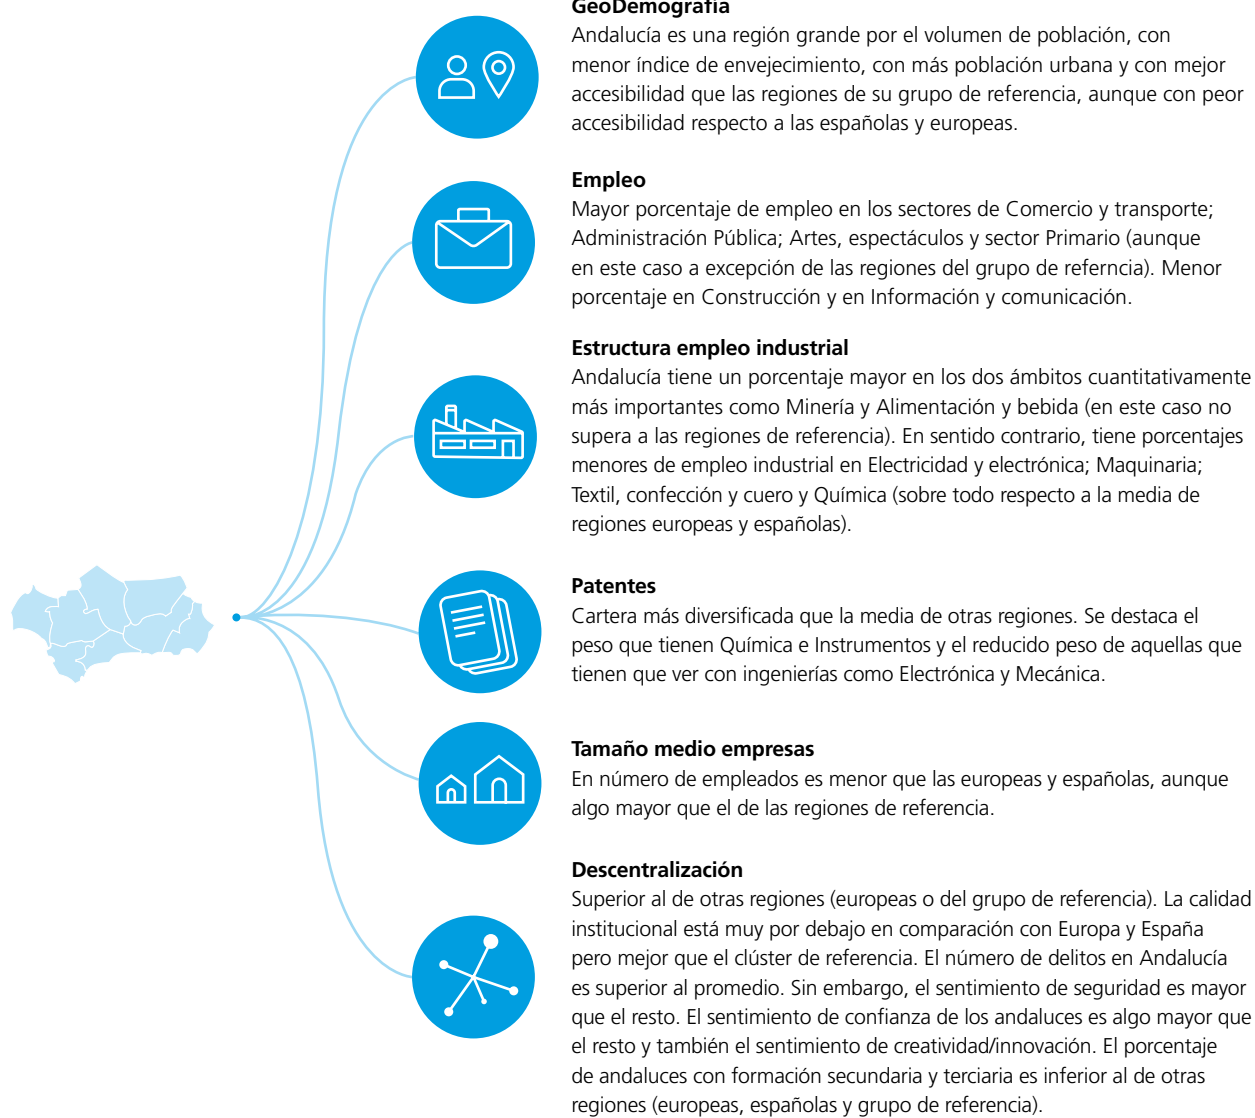 GeoDemografía
Andalucía es una región grande por el volumen de población, con
menor índice de envejecimiento, con más población urbana y con mejor
accesibilidad que las regiones de su grupo de referencia, aunque con peor
accesibilidad respecto a las españolas y europeas.
Empleo
Mayor porcentaje de empleo en los sectores de Comercio y transporte;
Administración Pública; Artes, espectáculos y sector Primario (aunque
en este caso a excepción de las regiones del grupo de referncia). Menor
porcentaje en Construcción y en Información y comunicación.
Estructura empleo industrial
Andalucía tiene un porcentaje mayor en los dos ámbitos cuantitativamente
más importantes como Minería y Alimentación y bebida (en este caso no
supera a las regiones de referencia). En sentido contrario, tiene porcentajes
menores de empleo industrial en Electricidad y electrónica; Maquinaria;
Textil, confección y cuero y Química (sobre todo respecto a la media de
regiones europeas y españolas).
Patentes
Cartera más diversificada que la media de otras regiones. Se destaca el
peso que tienen Química e Instrumentos y el reducido peso de aquellas que
tienen que ver con ingenierías como Electrónica y Mecánica.
Tamaño medio empresas
En número de empleados es menor que las europeas y españolas, aunque
algo mayor que el de las regiones de referencia.
Descentralización
Superior al de otras regiones (europeas o del grupo de referencia). La calidad
institucional está muy por debajo en comparación con Europa y España
pero mejor que el clúster de referencia. El número de delitos en Andalucía
es superior al promedio. Sin embargo, el sentimiento de seguridad es mayor
que el resto. El sentimiento de confianza de los andaluces es algo mayor que
el resto y también el sentimiento de creatividad/innovación. El porcentaje
de andaluces con formación secundaria y terciaria es inferior al de otras
regiones (europeas, españolas y grupo de referencia).